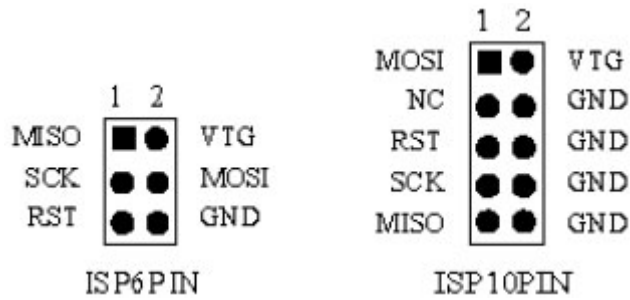 1 2
MISO VTG
SCK MOSI
RST GND
ISP6PIN
1 2
MOSI VTG
NC GND
RST GND
SCK GND
MISO GND
ISP10PIN